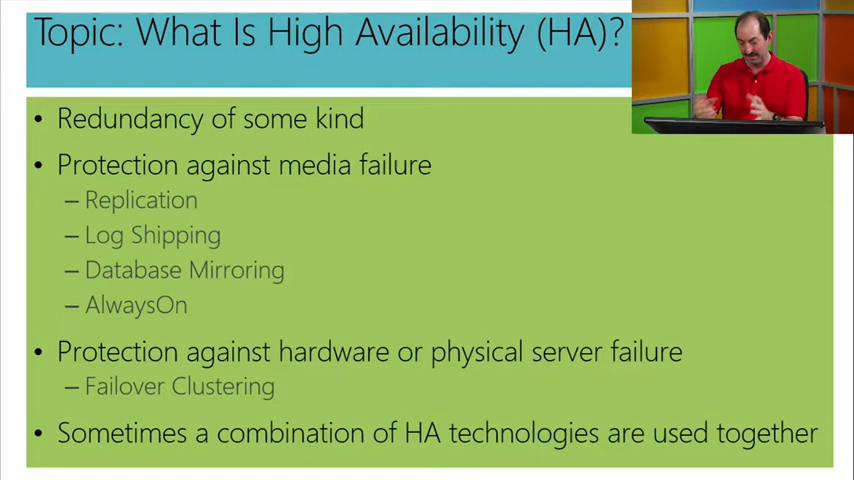 Topic: What Is High Availability (HA)?
• Redundancy of some kind
• Protection against media failure
– Replication
– Log Shipping
– Database Mirroring
– AlwaysOn
• Protection against hardware or physical server failure
– Failover Clustering
• Sometimes a combination of HA technologies are used together